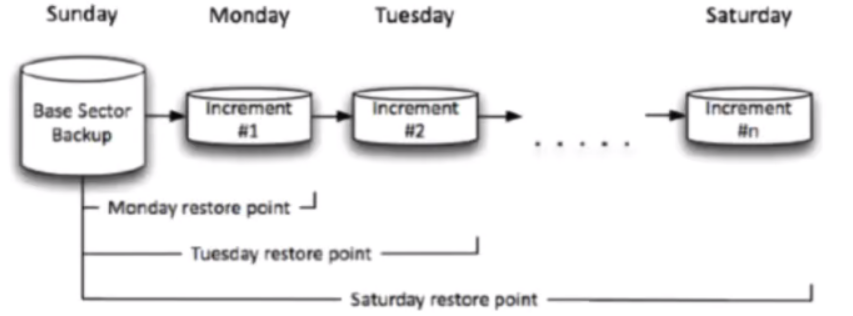 Sunday
Monday
Tuesday
Saturday
Base Sector
Backup
Increment
#1
Increment
#2
. . . . .
Increment
#n
Monday restore point
Tuesday restore point
Saturday restore point